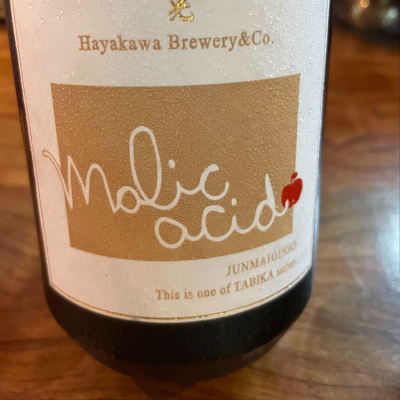 Hayakawa Brewery&Co.
Malic
acid
JUNMAIGINJO
This is one of TABIKA series